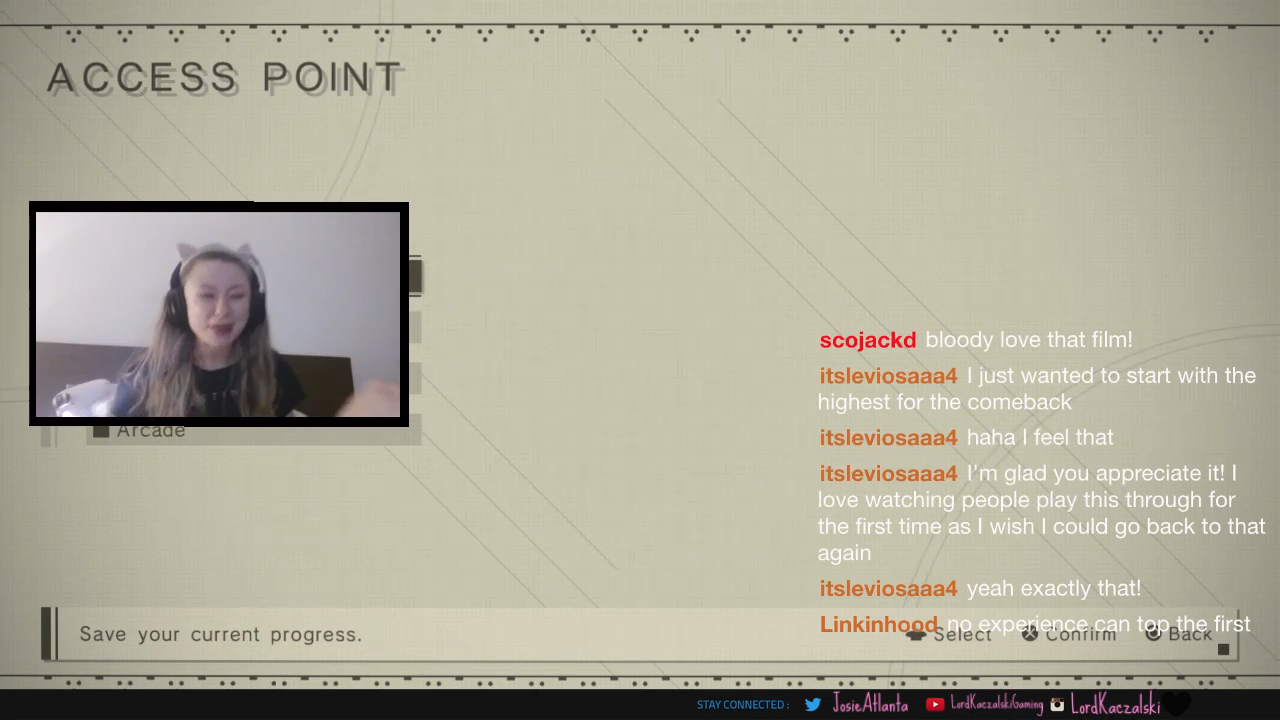 ACCESS POINT
Arcade
scojackd bloody love that film!
itsleviosaaa4 I just wanted to start with the
highest for the comeback
itsleviosaaa4 haha I feel that
itsleviosaaa4 I'm glad you appreciate it! I
love watching people play this through for
the first time as I wish I could go back to that
again
itsleviosaaa4 yeah exactly that!
Linkinhood no experience can top the first
Save your current progress.
Select Confirm Back
STAY CONNECTED : JosieAtlanta LordKaczalskiGaming LordKaczalski